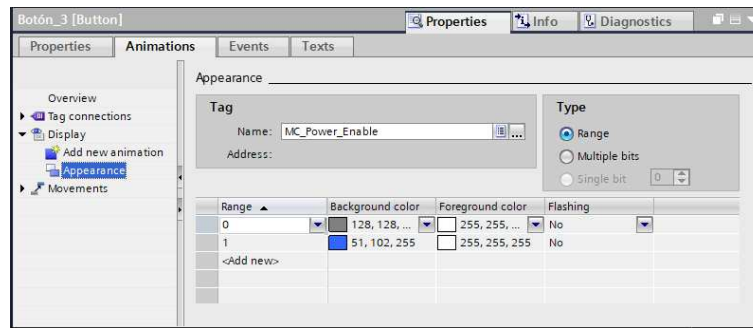 Botón_3 [Button]
Properties
Info
Diagnostics
Properties
Animations
Events
Texts
Appearance
Overview
Tag connections
Display
Add new animation
Appearance
Movements
Tag
Name: MC_Power_Enable
...
Address:
Type
Range
Multiple bits
Single bit 0
Range Background color Foreground color Flashing
0 128, 128, ... 255, 255, ... No
1 51, 102, 255 255, 255, 255 No
<Add new>